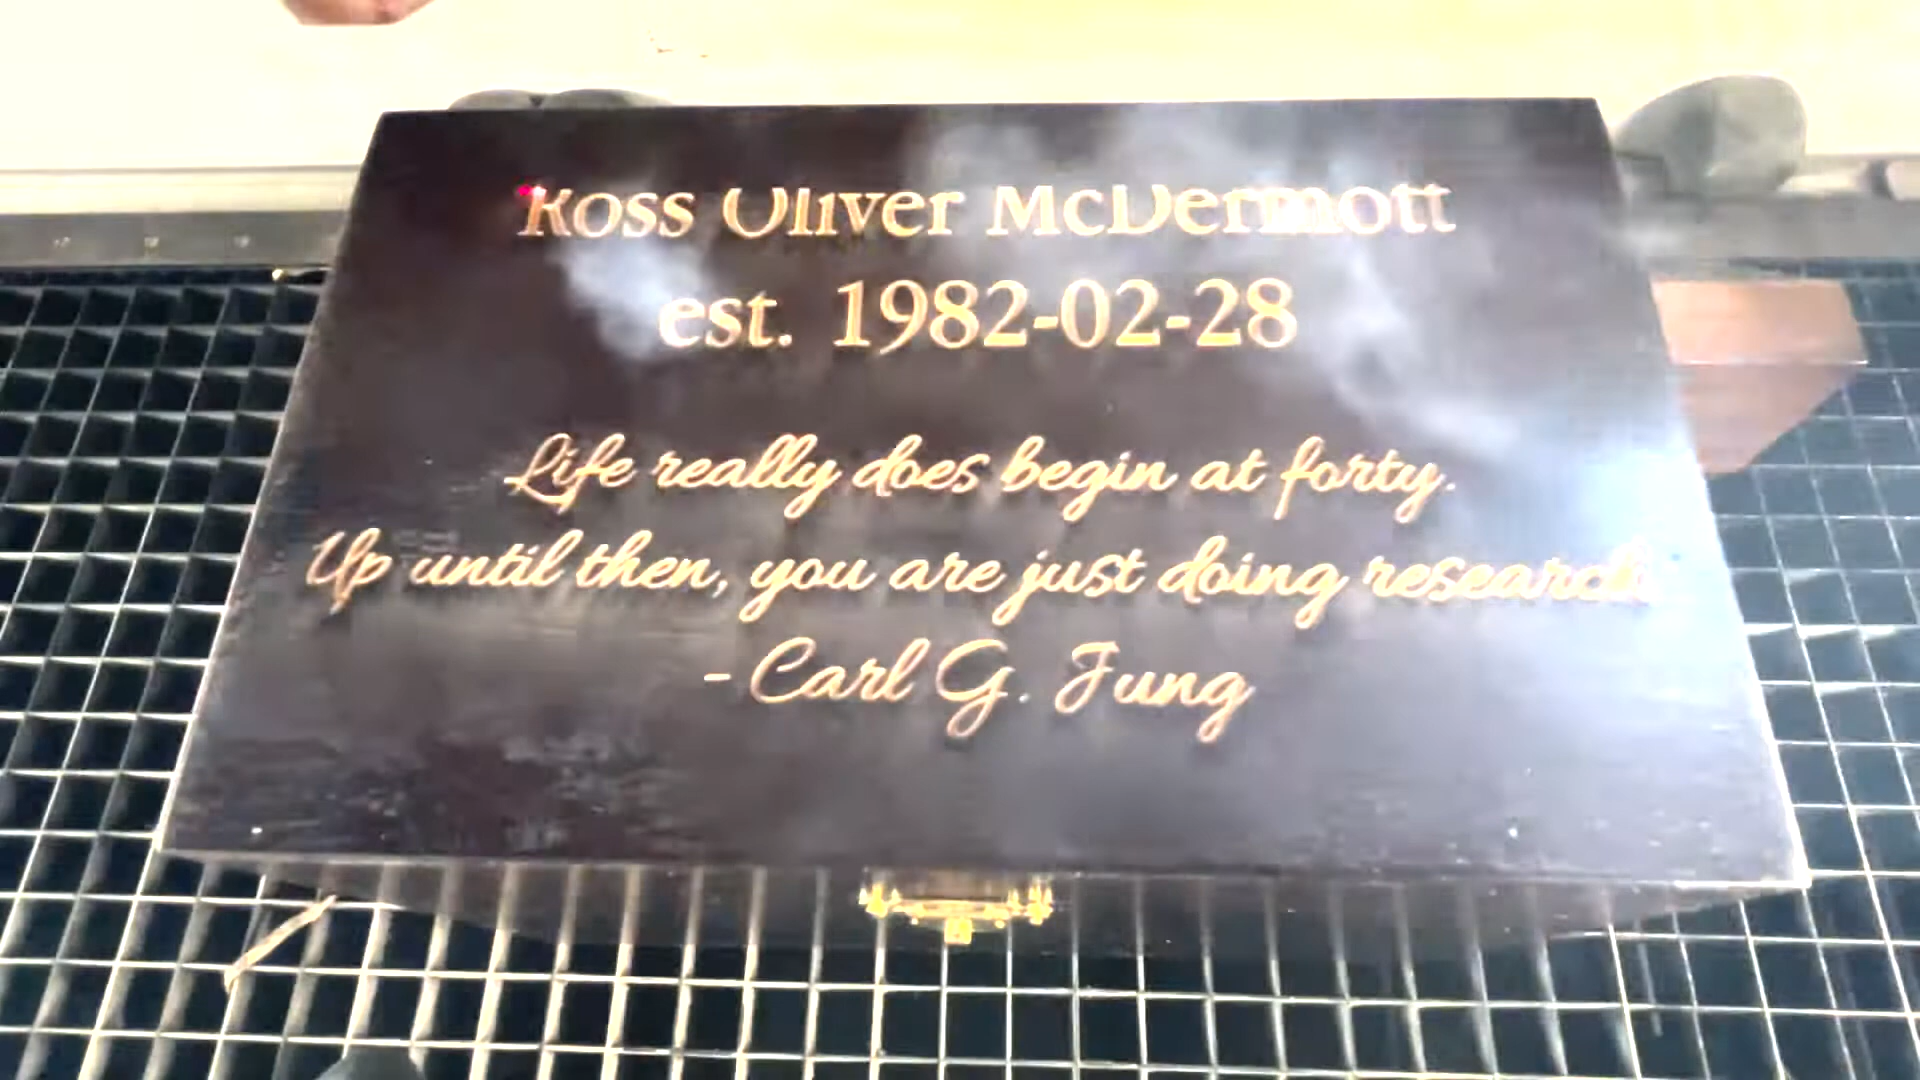 Ross Oliver McDermott
est. 1982-02-28
Life really does begin at forty.
Up until then, you are just doing research
- Carl G. Jung